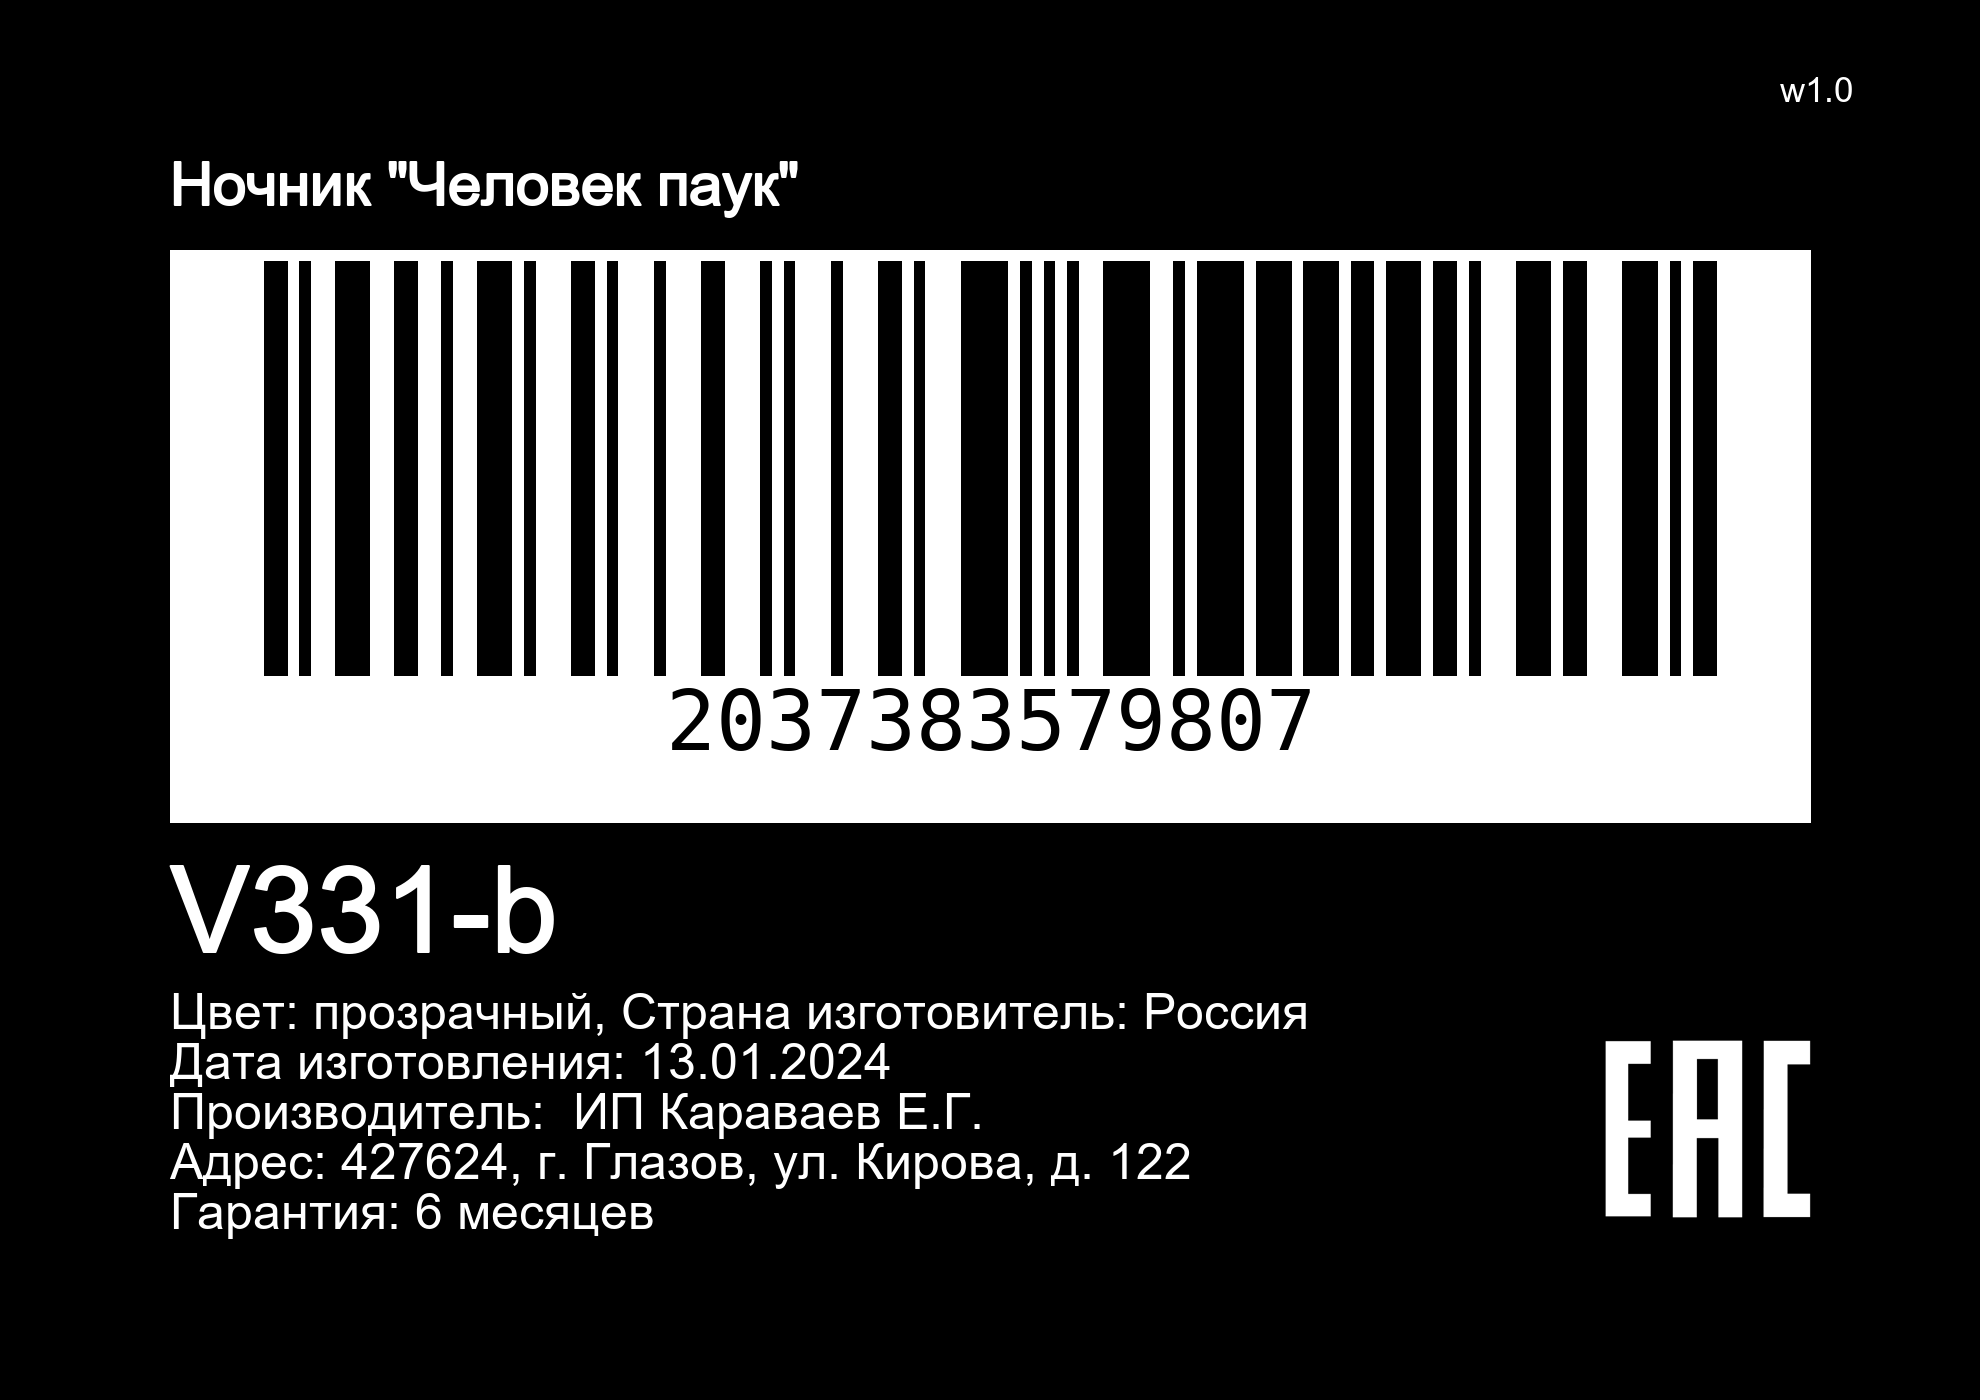 w1.0
Ночник "Человек паук"
2037383579807
V331-b
Цвет: прозрачный, Страна изготовитель: Россия
Дата изготовления: 13.01.2024
Производитель:  ИП Караваев Е.Г.
Адрес: 427624, г. Глазов, ул. Кирова, д. 122
Гарантия: 6 месяцев
EAC